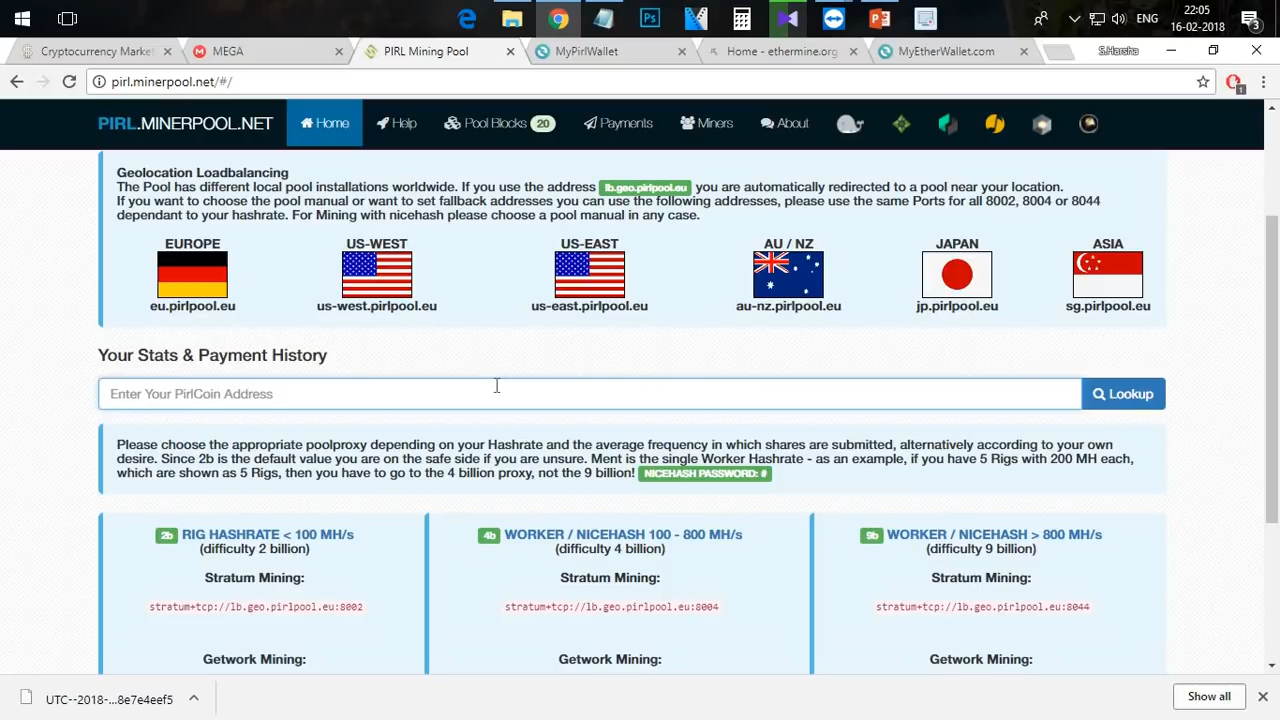 22:05
ENG
16-02-2018
3
Cryptocurrency Marke
MEGA
PIRL Mining Pool
MyPirlWallet
Home - ethermine.org
MyEtherWallet.com
S.Harsha
pirl.minerpool.net/#/
1
PIRL.MINERPOOL.NET
Home
Help
Pool Blocks 20
Payments
Miners
About
Geolocation Loadbalancing
The Pool has different local pool installations worldwide. If you use the address lb.geo.pirlpool.eu you are automatically redirected to a pool near your location.
If you want to choose the pool manual or want to set fallback addresses you can use the following addresses, please use the same Ports for all 8002, 8004 or 8044
dependant to your hashrate. For Mining with nicehash please choose a pool manual in any case.
EUROPE
US-WEST
US-EAST
AU / NZ
JAPAN
ASIA
eu.pirlpool.eu
us-west.pirlpool.eu
us-east.pirlpool.eu
au-nz.pirlpool.eu
jp.pirlpool.eu
sg.pirlpool.eu
Your Stats & Payment History
Enter Your PirlCoin Address
Lookup
Please choose the appropriate poolproxy depending on your Hashrate and the average frequency in which shares are submitted, alternatively according to your own
desire. Since 2b is the default value you are on the safe side if you are unsure. Ment is the single Worker Hashrate - as an example, if you have 5 Rigs with 200 MH each,
which are shown as 5 Rigs, then you have to go to the 4 billion proxy, not the 9 billion! NICEHASH PASSWORD: #
2b RIG HASHRATE < 100 MH/s
(difficulty 2 billion)
Stratum Mining:
stratum+tcp://lb.geo.pirlpool.eu:8002
Getwork Mining:
4b WORKER / NICEHASH 100 - 800 MH/s
(difficulty 4 billion)
Stratum Mining:
stratum+tcp://lb.geo.pirlpool.eu:8004
Getwork Mining:
9b WORKER / NICEHASH > 800 MH/s
(difficulty 9 billion)
Stratum Mining:
stratum+tcp://lb.geo.pirlpool.eu:8044
Getwork Mining:
UTC--2018-...8e7e4eef5
Show all